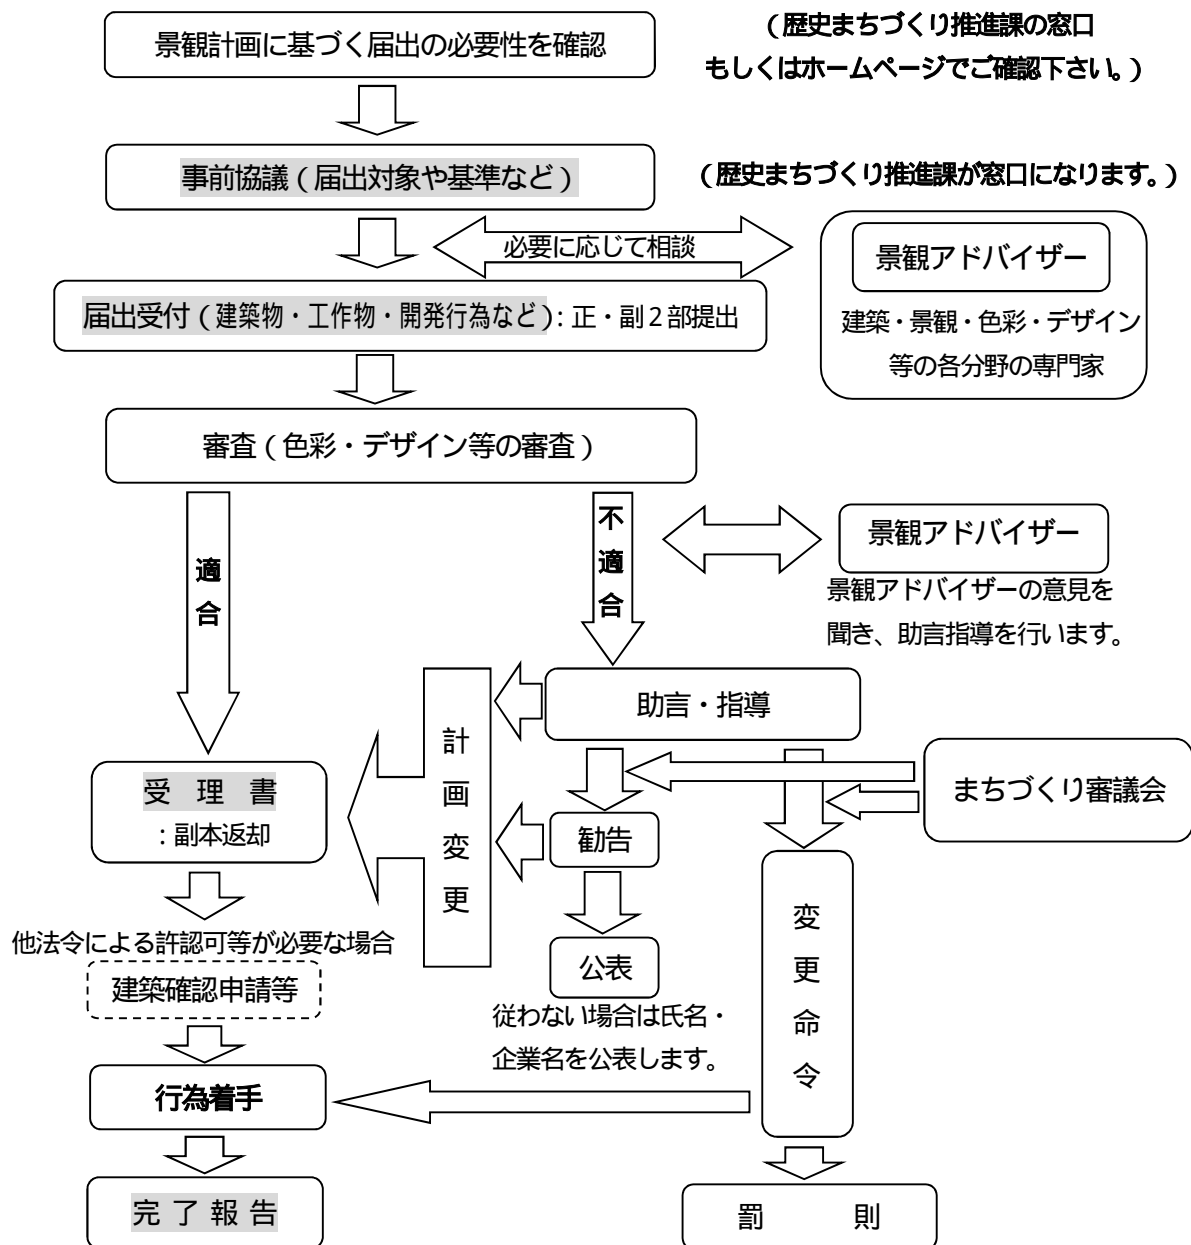 景観計画に基づく届出の必要性を確認
（歴史まちづくり推進課の窓口
もしくはホームページでご確認下さい。）
事前協議（届出対象や基準など）
（歴史まちづくり推進課が窓口になります。）
必要に応じて相談
景観アドバイザー
建築・景観・色彩・デザイン
等の各分野の専門家
届出受付（建築物・工作物・開発行為など）：正・副２部提出
審査（色彩・デザイン等の審査）
適合
不適合
景観アドバイザー
景観アドバイザーの意見を
聞き、助言指導を行います。
助言・指導
計画変更
まちづくり審議会
受理書
：副本返却
勧告
変更命令
他法令による許認可等が必要な場合
建築確認申請等
公表
従わない場合は氏名・
企業名を公表します。
行為着手
完了報告
罰則